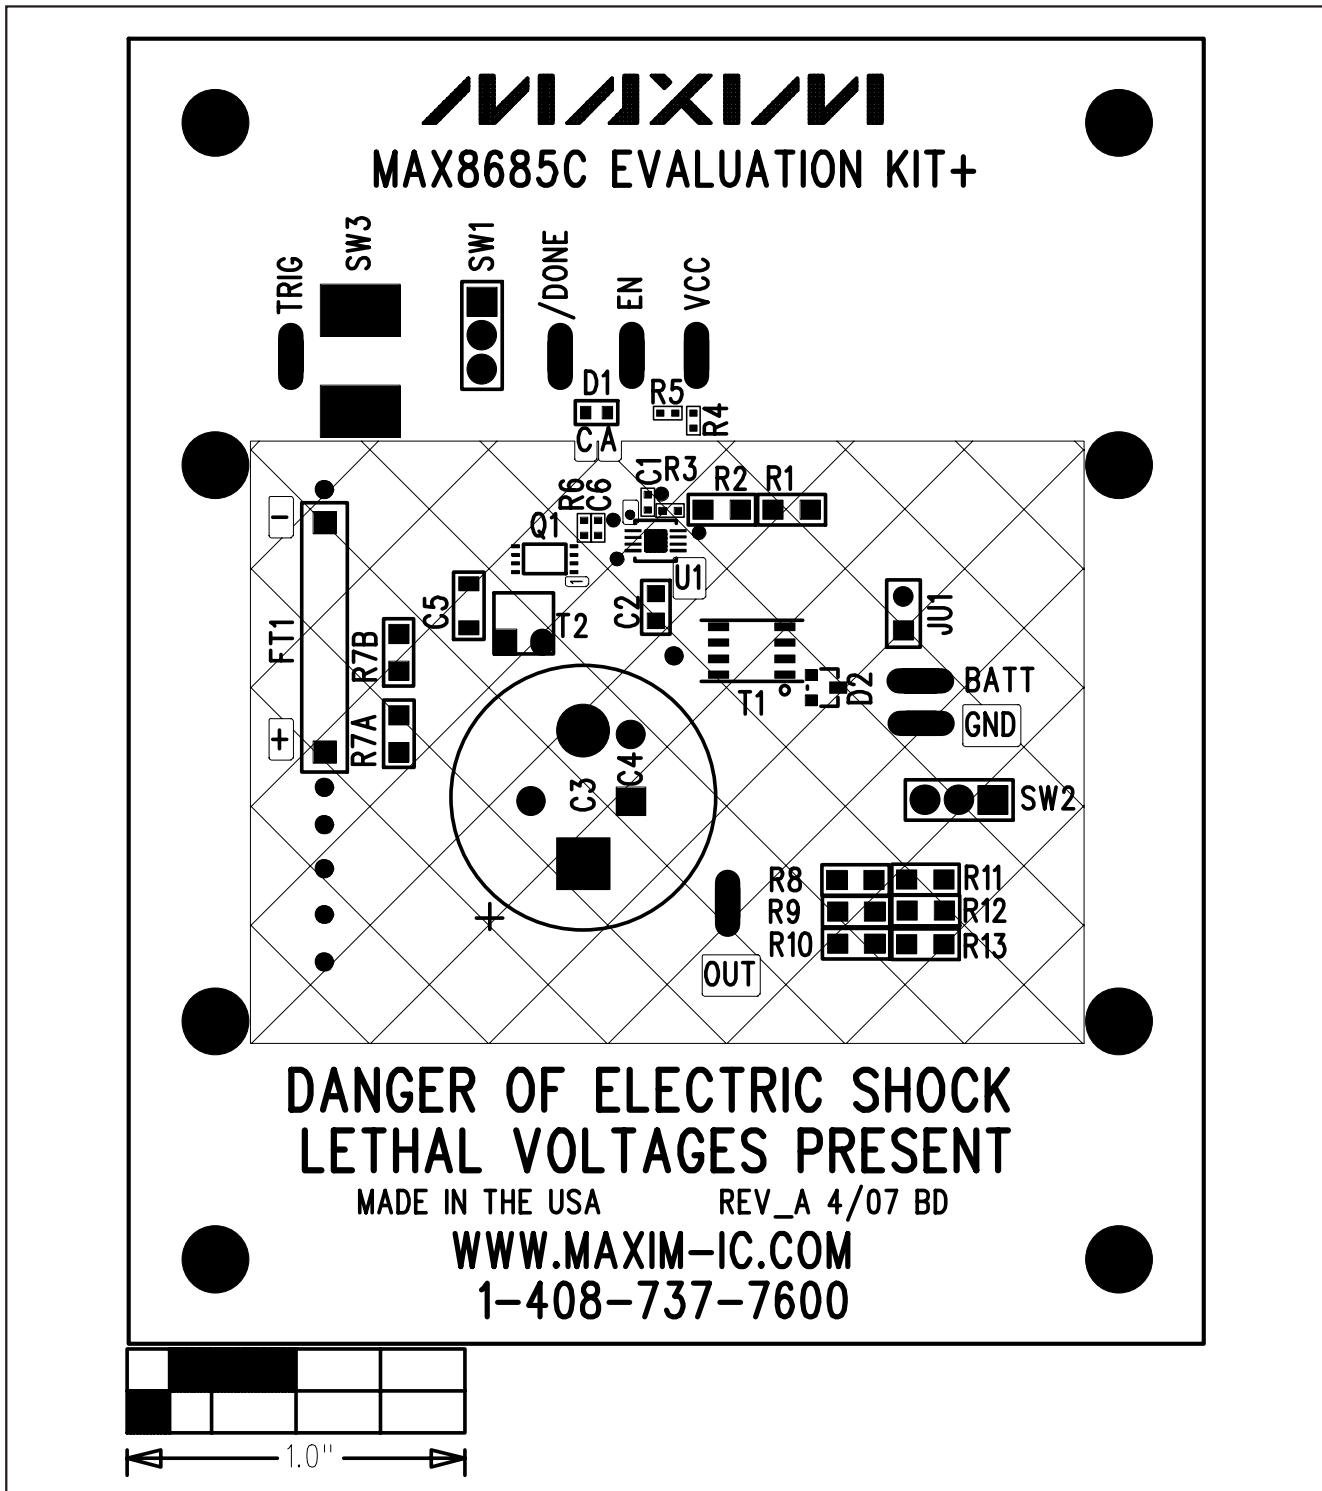 MAXIM
MAX8685C EVALUATION KIT+
TRIG
SW3
SW1
/DONE
EN
VCC
D1
C A
R5
R4
R6
C6
C1
R3
R2
R1
-
Q1
1
U1
C5
T2
C2
JU1
FT1
R7B
R7A
+
T1
D2
BATT
GND
C3
C4
SW2
+
R8
R11
R9
R12
R10
R13
OUT
DANGER OF ELECTRIC SHOCK
LETHAL VOLTAGES PRESENT
MADE IN THE USA REV_A 4/07 BD
WWW.MAXIM-IC.COM
1-408-737-7600
1.0"